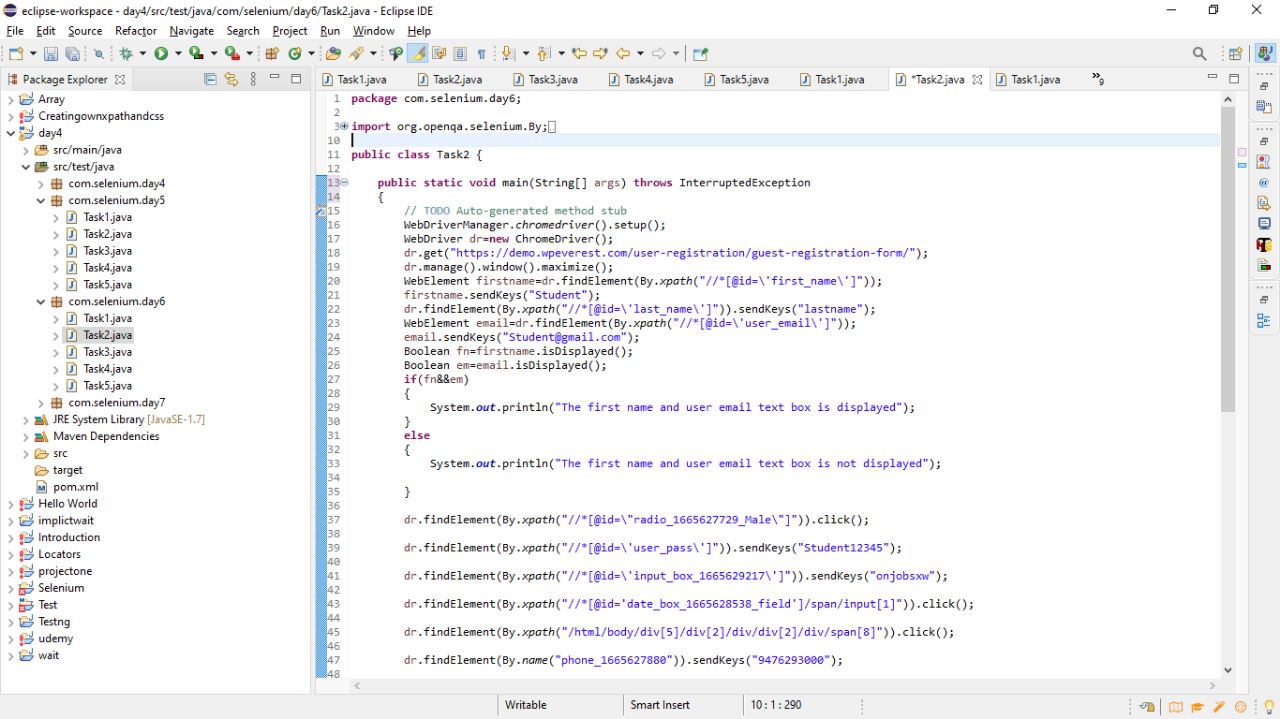 eclipse-workspace - day4/src/test/java/com/selenium/day6/Task2.java - Eclipse IDE
File Edit Source Refactor Navigate Search Project Run Window Help
Package Explorer
Array
Creatingownxpathandcss
day4
src/main/java
src/test/java
com.selenium.day4
com.selenium.day5
Task1.java
Task2.java
Task3.java
Task4.java
Task5.java
com.selenium.day6
Task1.java
Task2.java
Task3.java
Task4.java
Task5.java
com.selenium.day7
JRE System Library [JavaSE-1.7]
Maven Dependencies
src
target
pom.xml
Hello World
implictwait
Introduction
Locators
projectone
Selenium
Test
Testng
udemy
wait
Task1.java Task2.java Task3.java Task4.java Task5.java Task1.java *Task2.java Task1.java »9
1 package com.selenium.day6;
2
3 import org.openqa.selenium.By;
10
11 public class Task2 {
12
13 public static void main(String[] args) throws InterruptedException
14 {
15 // TODO Auto-generated method stub
16 WebDriverManager.chromedriver().setup();
17 WebDriver dr=new ChromeDriver();
18 dr.get("https://demo.wpeverest.com/user-registration/guest-registration-form/");
19 dr.manage().window().maximize();
20 WebElement firstname=dr.findElement(By.xpath("//*[@id=\'first_name\']"));
21 firstname.sendKeys("Student");
22 dr.findElement(By.xpath("//*[@id=\'last_name\']")).sendKeys("lastname");
23 WebElement email=dr.findElement(By.xpath("//*[@id=\'user_email\']"));
24 email.sendKeys("Student@gmail.com");
25 Boolean fn=firstname.isDisplayed();
26 Boolean em=email.isDisplayed();
27 if(fn&&em)
28 {
29 System.out.println("The first name and user email text box is displayed");
30 }
31 else
32 {
33 System.out.println("The first name and user email text box is not displayed");
34
35 }
36
37 dr.findElement(By.xpath("//*[@id=\"radio_1665627729_Male\"]")).click();
38
39 dr.findElement(By.xpath("//*[@id=\'user_pass\']")).sendKeys("Student12345");
40
41 dr.findElement(By.xpath("//*[@id=\'input_box_1665629217\']")).sendKeys("onjobsxw");
42
43 dr.findElement(By.xpath("//*[@id='date_box_1665628538_field']/span/input[1]")).click();
44
45 dr.findElement(By.xpath("/html/body/div[5]/div[2]/div/div[2]/div/span[8]")).click();
46
47 dr.findElement(By.name("phone_1665627880")).sendKeys("9476293000");
48
Writable Smart Insert 10 : 1 : 290